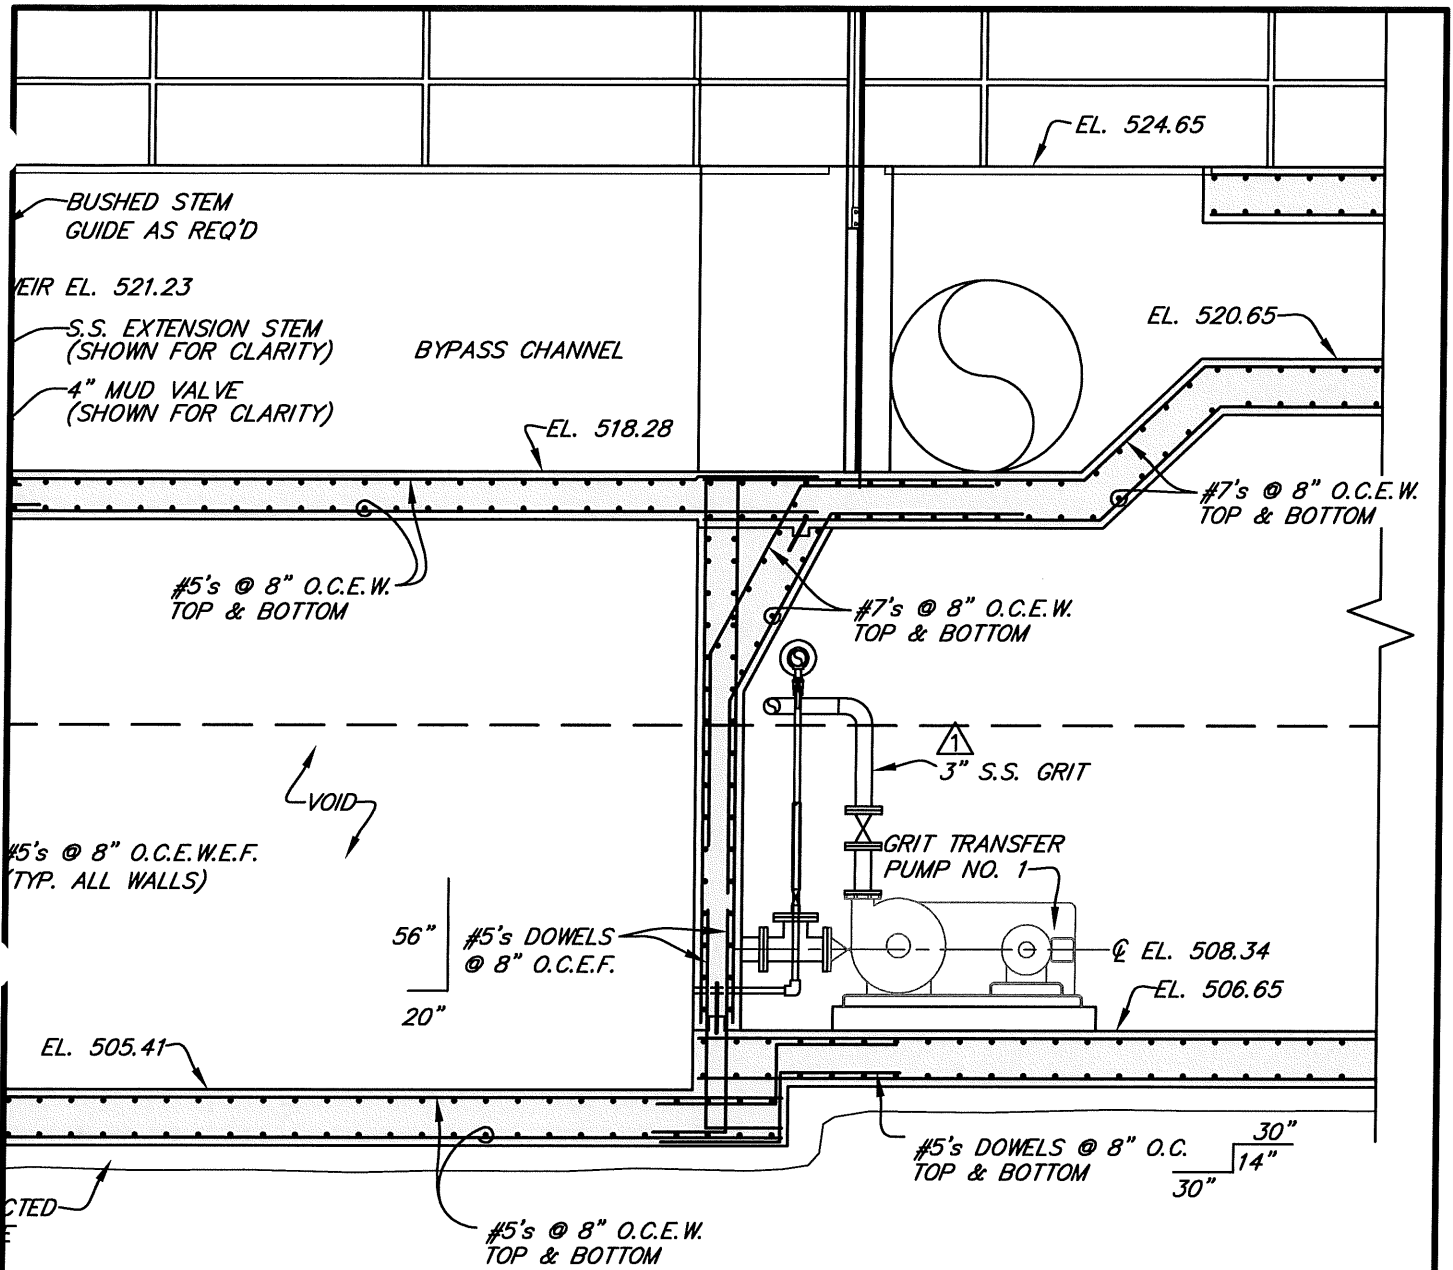 EL. 524.65
BUSHED STEM
GUIDE AS REQ'D
EL. 521.23
S.S. EXTENSION STEM
(SHOWN FOR CLARITY)
BYPASS CHANNEL
EL. 520.65
4" MUD VALVE
(SHOWN FOR CLARITY)
EL. 518.28
#7's @ 8" O.C.E.W.
TOP & BOTTOM
#5's @ 8" O.C.E.W.
TOP & BOTTOM
#7's @ 8" O.C.E.W.
TOP & BOTTOM
1
3" S.S. GRIT
VOID
#5's @ 8" O.C.E.W.E.F.
(TYP. ALL WALLS)
GRIT TRANSFER
PUMP NO. 1
56"
20"
#5's DOWELS
@ 8" O.C.E.F.
℄ EL. 508.34
EL. 506.65
EL. 505.41
#5's DOWELS @ 8" O.C.
TOP & BOTTOM
30"
14"
30"
#5's @ 8" O.C.E.W.
TOP & BOTTOM